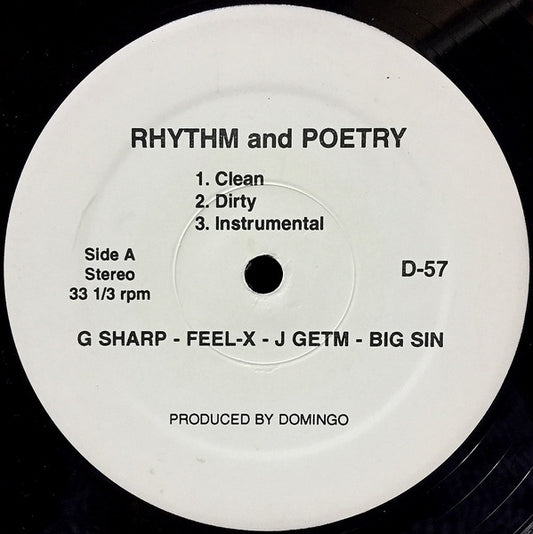 RHYTHM and POETRY
1. Clean
2. Dirty
3. Instrumental
Side A
Stereo
33 1/3 rpm
D-57
G SHARP - FEEL-X - J GETM - BIG SIN
PRODUCED BY DOMINGO